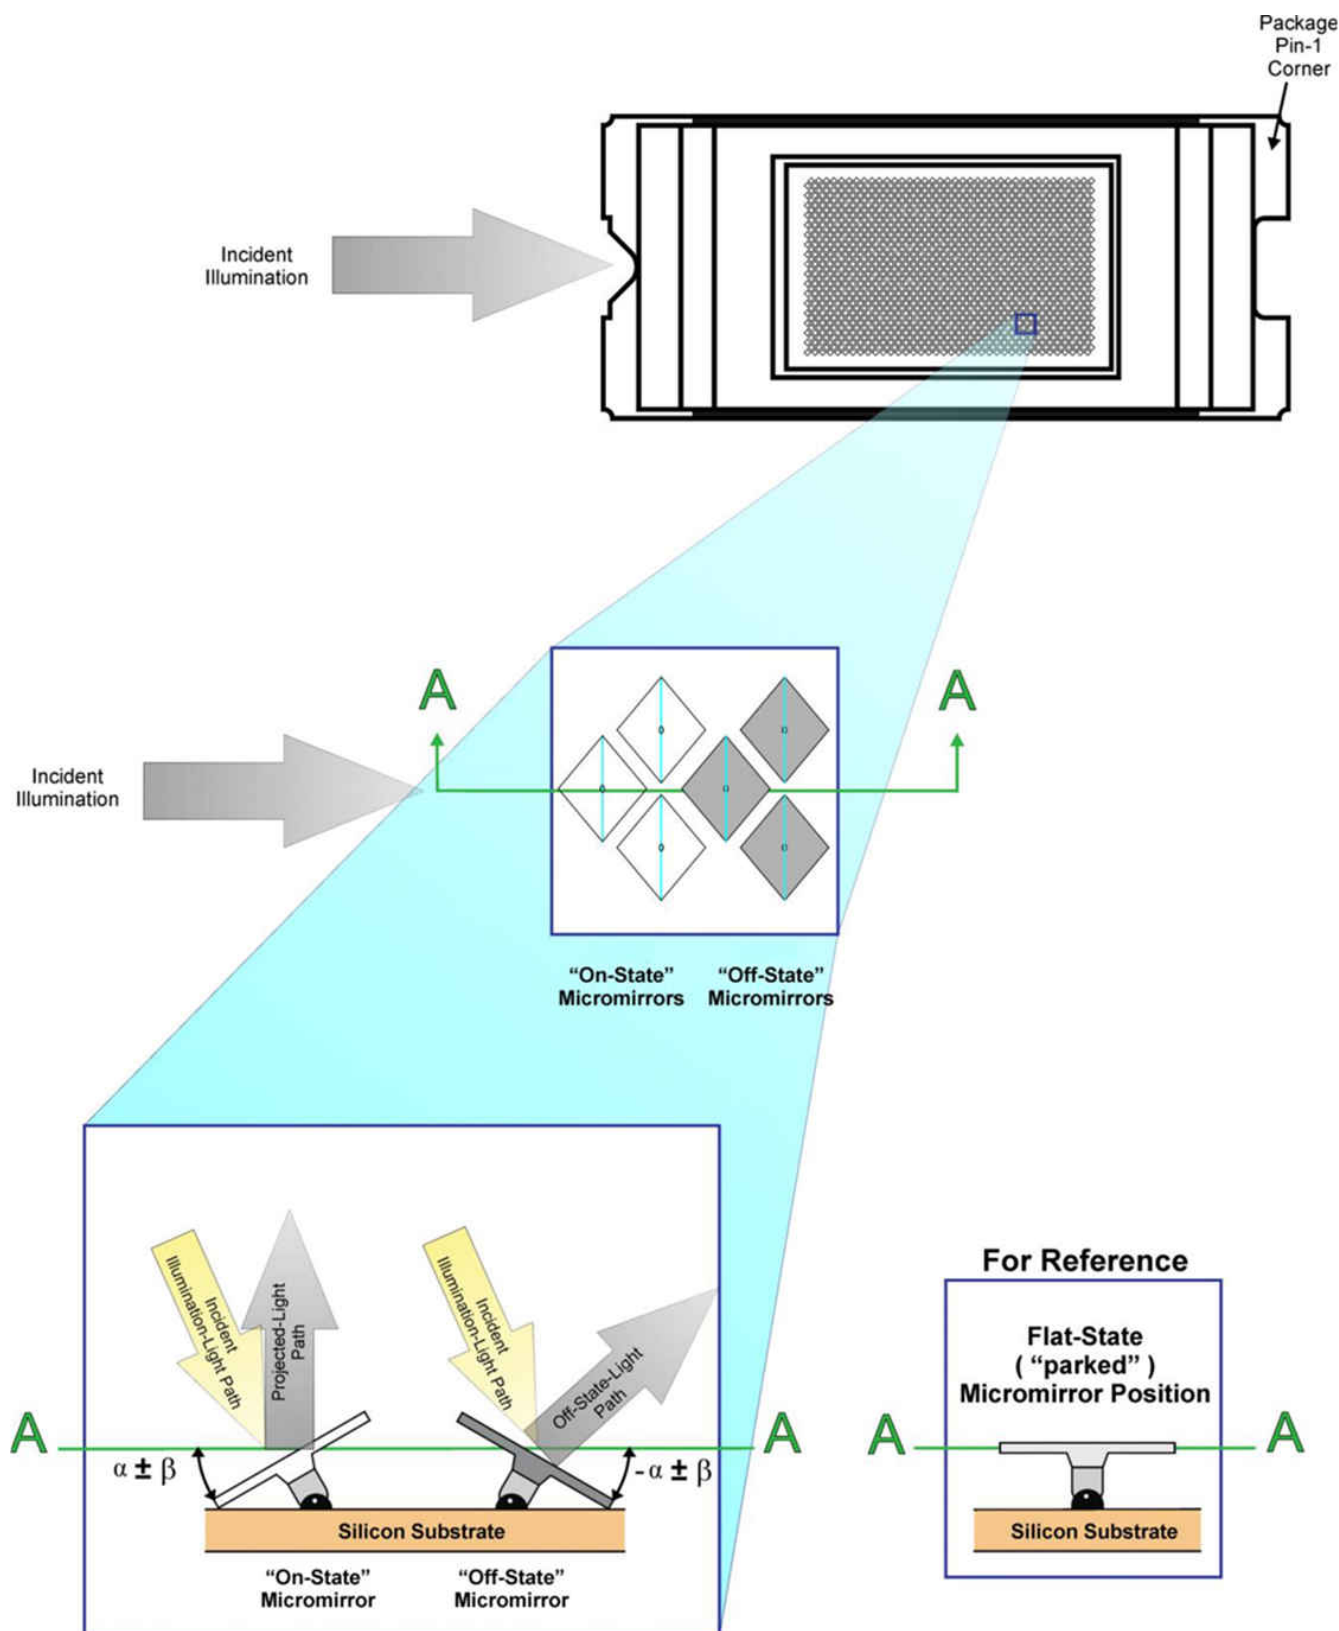 Package
Pin-1
Corner
Incident
Illumination
A
A
Incident
Illumination
“On-State”
Micromirrors
“Off-State”
Micromirrors
Incident
Illumination-Light Path
Projected-Light
Path
Incident
Illumination-Light Path
Off-State-Light
Path
A
A
α ± β
-α ± β
Silicon Substrate
“On-State”
Micromirror
“Off-State”
Micromirror
For Reference
Flat-State
( “parked” )
Micromirror Position
A
A
Silicon Substrate